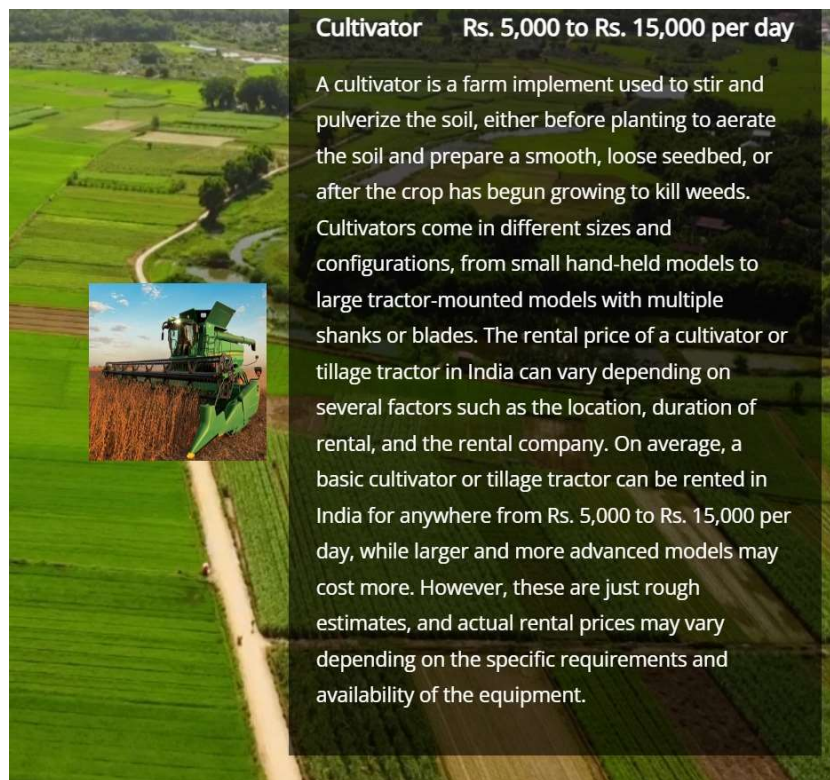 Cultivator Rs. 5,000 to Rs. 15,000 per day
A cultivator is a farm implement used to stir and
pulverize the soil, either before planting to aerate
the soil and prepare a smooth, loose seedbed, or
after the crop has begun growing to kill weeds.
Cultivators come in different sizes and
configurations, from small hand-held models to
large tractor-mounted models with multiple
shanks or blades. The rental price of a cultivator or
tillage tractor in India can vary depending on
several factors such as the location, duration of
rental, and the rental company. On average, a
basic cultivator or tillage tractor can be rented in
India for anywhere from Rs. 5,000 to Rs. 15,000 per
day, while larger and more advanced models may
cost more. However, these are just rough
estimates, and actual rental prices may vary
depending on the specific requirements and
availability of the equipment.